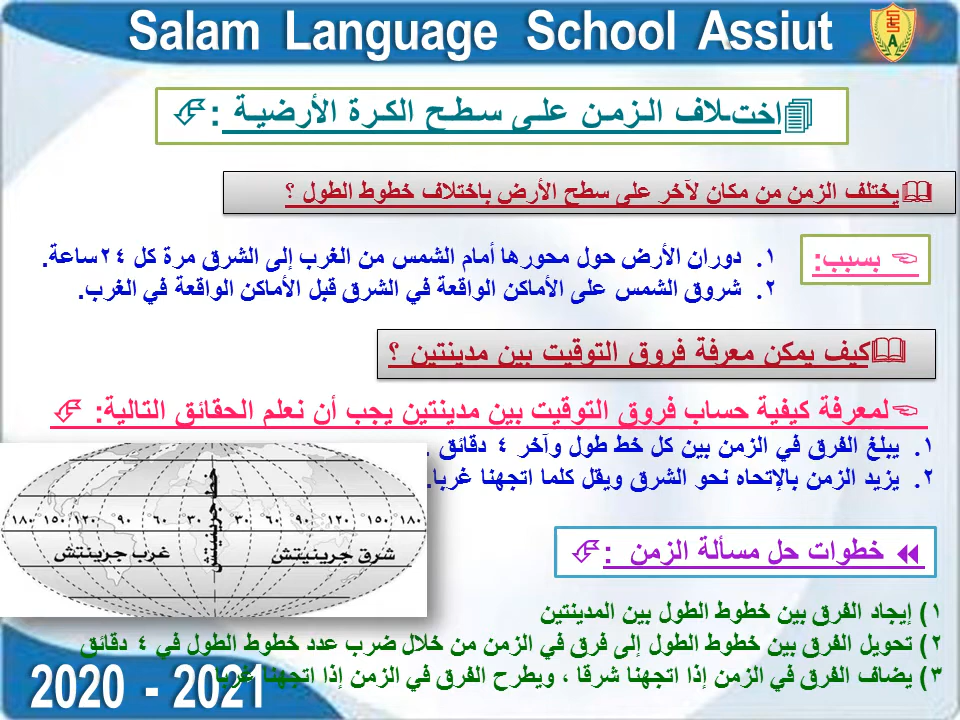 Salam Language School Assiut
اختلاف الزمن على سطح الكرة الأرضية :
يختلف الزمن من مكان لآخر على سطح الأرض باختلاف خطوط الطول ؟
بسبب:
١. دوران الأرض حول محورها أمام الشمس من الغرب إلى الشرق مرة كل ٢٤ساعة.
٢. شروق الشمس على الأماكن الواقعة في الشرق قبل الأماكن الواقعة في الغرب.
كيف يمكن معرفة فروق التوقيت بين مدينتين ؟
لمعرفة كيفية حساب فروق التوقيت بين مدينتين يجب أن نعلم الحقائق التالية:
١. يبلغ الفرق في الزمن بين كل خط طول وآخر ٤ دقائق .
٢. يزيد الزمن بالإتحاه نحو الشرق ويقل كلما اتجهنا غربا.
خط جرينيتش
١٨٠ ١٥٠ ١٢٠ ٩٠ ٦٠ ٣٠ ٣٠ ٦٠ ٩٠ ١٢٠ ١٥٠ ١٨٠
غرب جرينتش شرق جرينيتش
خطوات حل مسألة الزمن :
١) إيجاد الفرق بين خطوط الطول بين المدينتين
٢) تحويل الفرق بين خطوط الطول إلى فرق في الزمن من خلال ضرب عدد خطوط الطول في ٤ دقائق
٣) يضاف الفرق في الزمن إذا اتجهنا شرقا ، ويطرح الفرق في الزمن إذا اتجهنا غربا
2020 - 2021